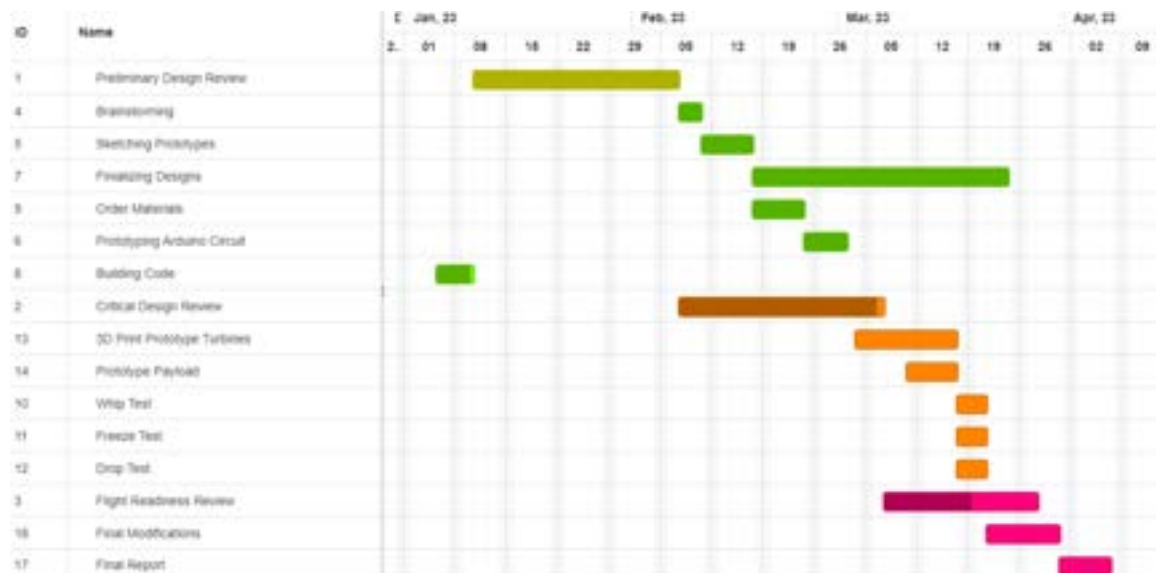 E Jan, 23 Feb, 23 Mar, 23 Apr, 23
ID Name
2.. 01 08 15 22 29 05 12 19 26 05 12 19 26 02 09
1 Preliminary Design Review
4 Brainstorming
5 Sketching Prototypes
7 Finializing Designs
9 Order Materials
6 Prototyping Arduino Circuit
8 Building Code
2 Critical Design Review
13 3D Print Prototype Turbines
14 Prototype Payload
10 Whip Test
11 Freeze Test
12 Drop Test
3 Flight Readiness Review
Final Modifications
17 Final Report